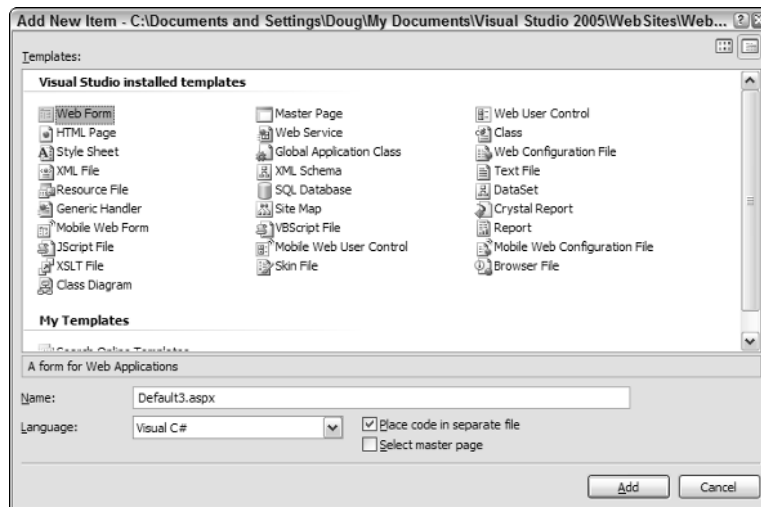 Add New Item - C:\Documents and Settings\Doug\My Documents\Visual Studio 2005\WebSites\Web...
Templates:
Visual Studio installed templates
Web Form Master Page Web User Control
HTML Page Web Service Class
Style Sheet Global Application Class Web Configuration File
XML File XML Schema Text File
Resource File SQL Database DataSet
Generic Handler Site Map Crystal Report
Mobile Web Form VBScript File Report
JScript File Mobile Web User Control Mobile Web Configuration File
XSLT File Skin File Browser File
Class Diagram
My Templates
Search Online Templates
A form for Web Applications
Name: Default3.aspx
Language: Visual C# Place code in separate file
Select master page
Add Cancel